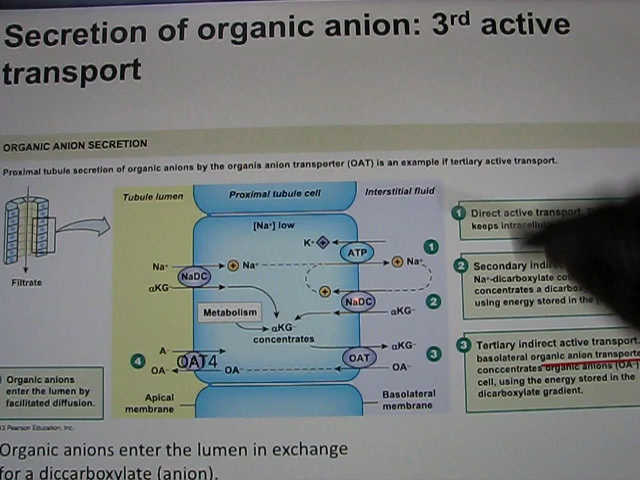 Secretion of organic anion: 3rd active
transport
ORGANIC ANION SECRETION
Proximal tubule secretion of organic anions by the organis anion transporter (OAT) is an example if tertiary active transport.
Tubule lumen
Proximal tubule cell
Interstitial fluid
[Na+] low
Filtrate
K+
ATP
1
Na+
NaDC
+ Na+
+ Na+
αKG-
+
NaDC
2
αKG-
Metabolism
αKG-
concentrates
αKG-
4
A-
OAT4
OAT
3
OA-
OA-
OA-
Apical
membrane
Basolateral
membrane
1 Direct active transport.
keeps
2 Secondary
Na+-dicarboxylate
concentrates a
using energy stored in the
3 Tertiary indirect active transport.
basolateral organic anion
conccentrates organic anions (OA-)
cell, using the energy stored in the
dicarboxylate gradient.
Organic anions
enter the lumen by
facilitated diffusion.
Pearson Education, Inc.
Organic anions enter the lumen in exchange
for a diccarboxylate (anion).